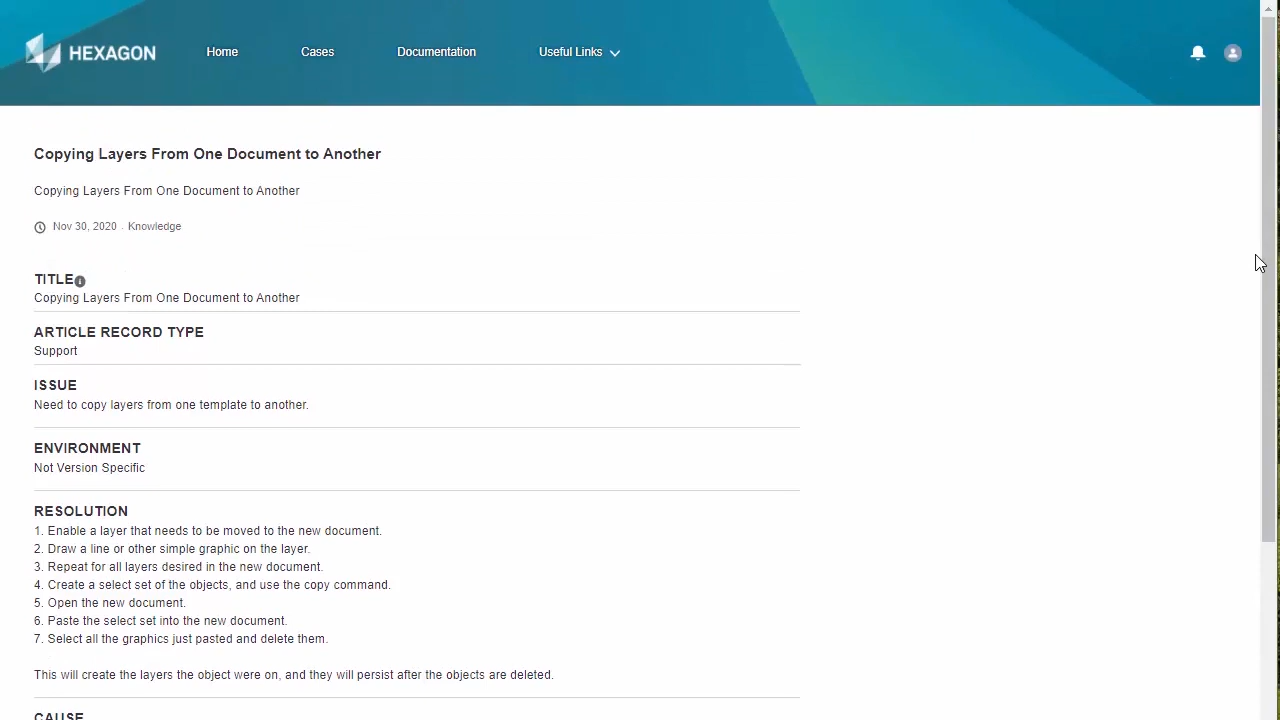 HEXAGON
Home
Cases
Documentation
Useful Links
Copying Layers From One Document to Another
Copying Layers From One Document to Another
Nov 30, 2020 · Knowledge
TITLE
Copying Layers From One Document to Another
ARTICLE RECORD TYPE
Support
ISSUE
Need to copy layers from one template to another.
ENVIRONMENT
Not Version Specific
RESOLUTION
1. Enable a layer that needs to be moved to the new document.
2. Draw a line or other simple graphic on the layer.
3. Repeat for all layers desired in the new document.
4. Create a select set of the objects, and use the copy command.
5. Open the new document.
6. Paste the select set into the new document.
7. Select all the graphics just pasted and delete them.
This will create the layers the object were on, and they will persist after the objects are deleted.
CAUSE